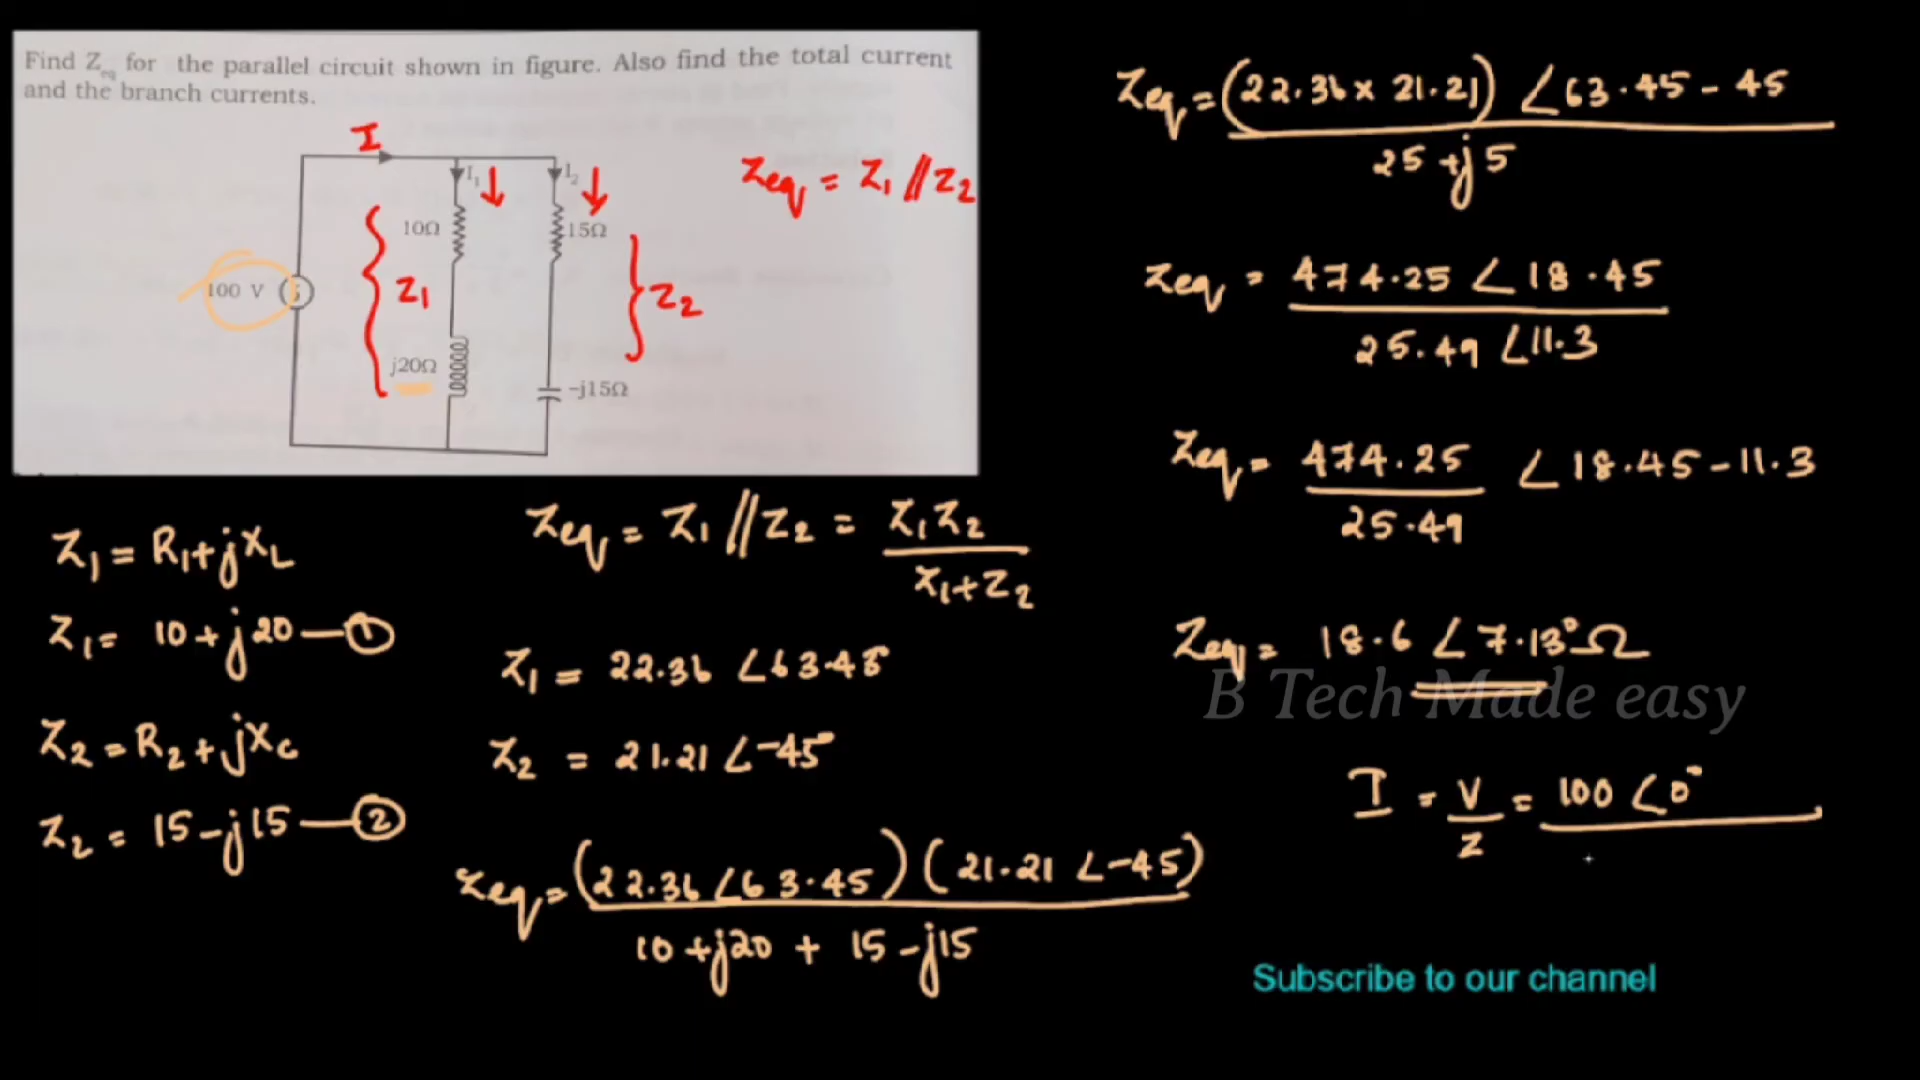 Find Zeq for the parallel circuit shown in figure. Also find the total current
and the branch currents.
I
I1
I2
10Ω
15Ω
100 V
Z1
Z2
j20Ω
-j15Ω
Zeq = Z1 // Z2
Z1 = R1+jXL
Z1 = 10+j20 — 1
Z2 = R2+jXc
Z2 = 15-j15 — 2
Zeq = Z1 // Z2 = Z1Z2
Z1+Z2
Z1 = 22.36 ∠63.45
Z2 = 21.21 ∠-45°
Zeq = (22.36 ∠63.45) (21.21 ∠-45)
10+j20 + 15-j15
Zeq = (22.36 x 21.21) ∠63.45-45
25+j5
Zeq = 474.25 ∠18.45
25.49 ∠11.3
Zeq = 474.25 ∠18.45-11.3
25.49
Zeq = 18.6 ∠7.13° Ω
B Tech Made easy
I = V = 100 ∠0°
Z
Subscribe to our channel